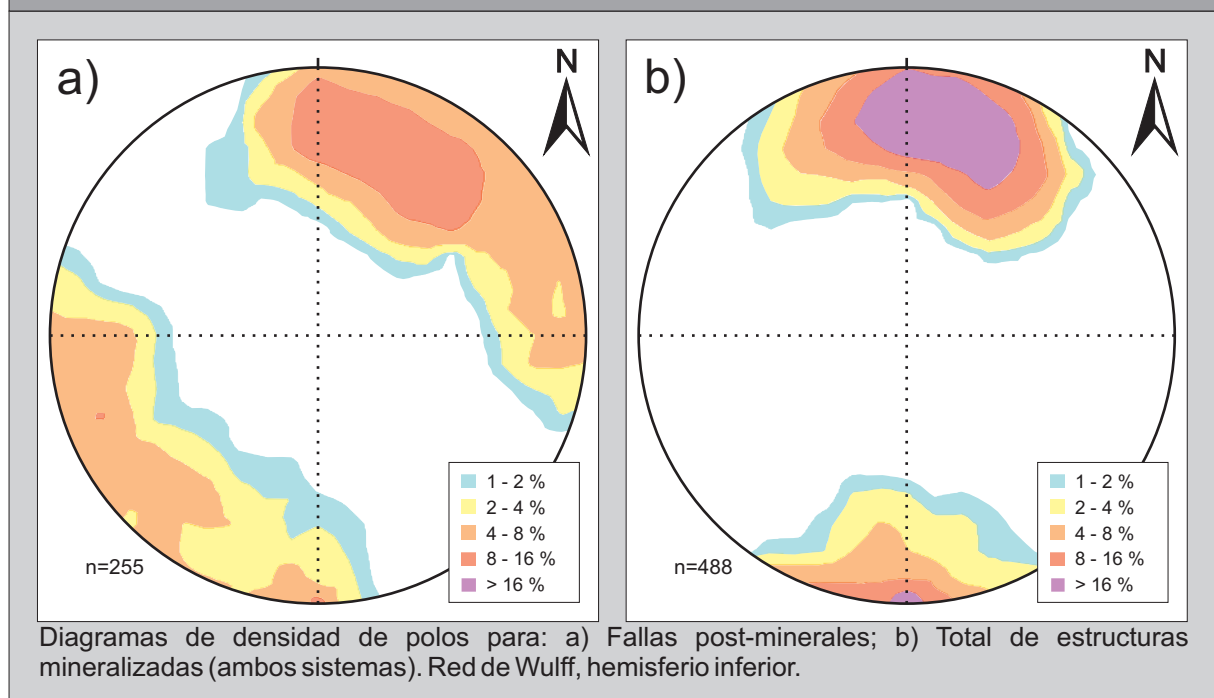 a)
N
1 - 2 %
2 - 4 %
4 - 8 %
8 - 16 %
> 16 %
n=255
b)
N
1 - 2 %
2 - 4 %
4 - 8 %
8 - 16 %
> 16 %
n=488
Diagramas de densidad de polos para: a) Fallas post-minerales; b) Total de estructuras
mineralizadas (ambos sistemas). Red de Wulff, hemisferio inferior.